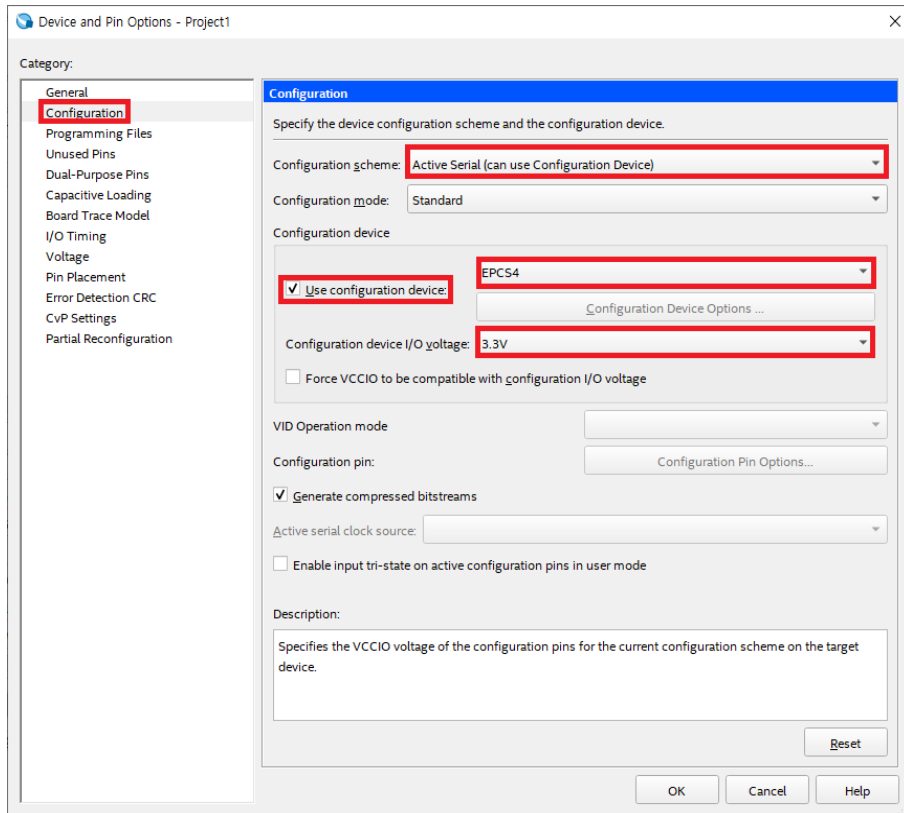 Device and Pin Options - Project1
Category:
General
Configuration
Programming Files
Unused Pins
Dual-Purpose Pins
Capacitive Loading
Board Trace Model
I/O Timing
Voltage
Pin Placement
Error Detection CRC
CvP Settings
Partial Reconfiguration
Configuration
Specify the device configuration scheme and the configuration device.
Configuration scheme: Active Serial (can use Configuration Device)
Configuration mode: Standard
Configuration device
Use configuration device: EPCS4
Configuration Device Options ...
Configuration device I/O voltage: 3.3V
Force VCCIO to be compatible with configuration I/O voltage
VID Operation mode
Configuration pin: Configuration Pin Options...
Generate compressed bitstreams
Active serial clock source:
Enable input tri-state on active configuration pins in user mode
Description:
Specifies the VCCIO voltage of the configuration pins for the current configuration scheme on the target
device.
Reset
OK Cancel Help